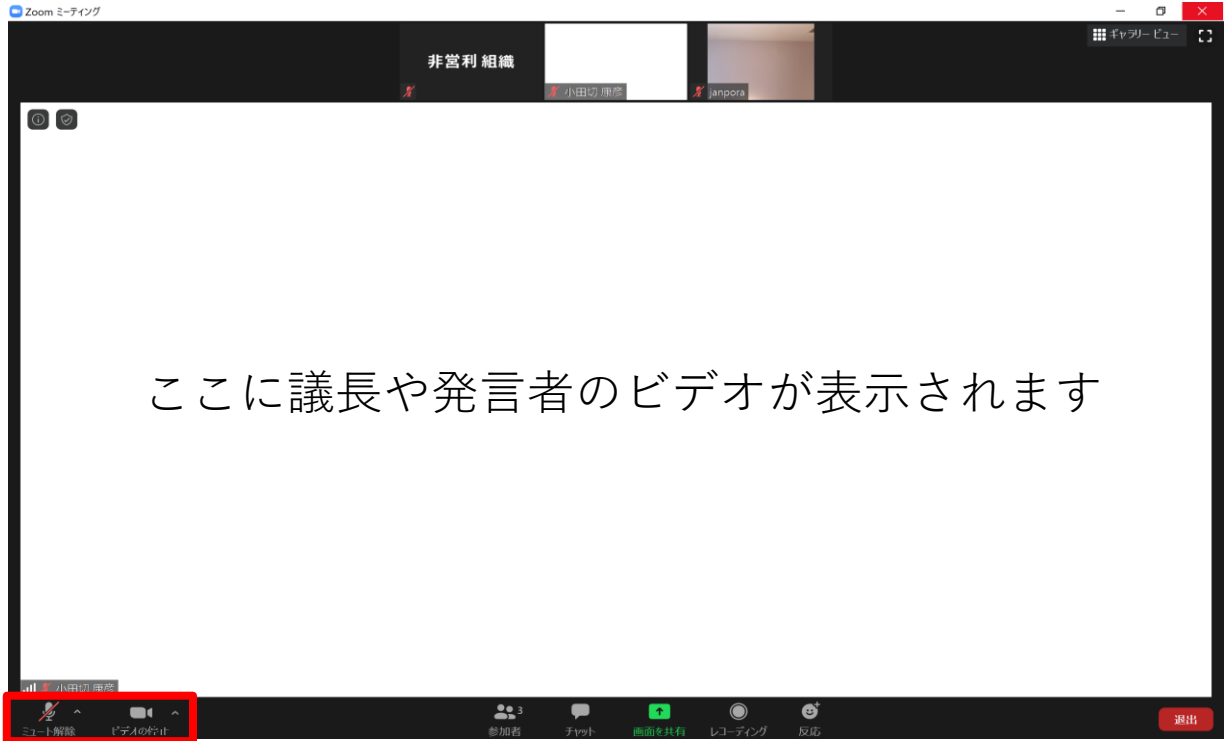 Zoom ミーティング
ギャラリー ビュー
非営利 組織
小田切 康彦
janpora
ここに議長や発言者のビデオが表示されます
小田切 康彦
ミュート解除
ビデオの停止
参加者
3
チャット
画面を共有
レコーディング
反応
退出